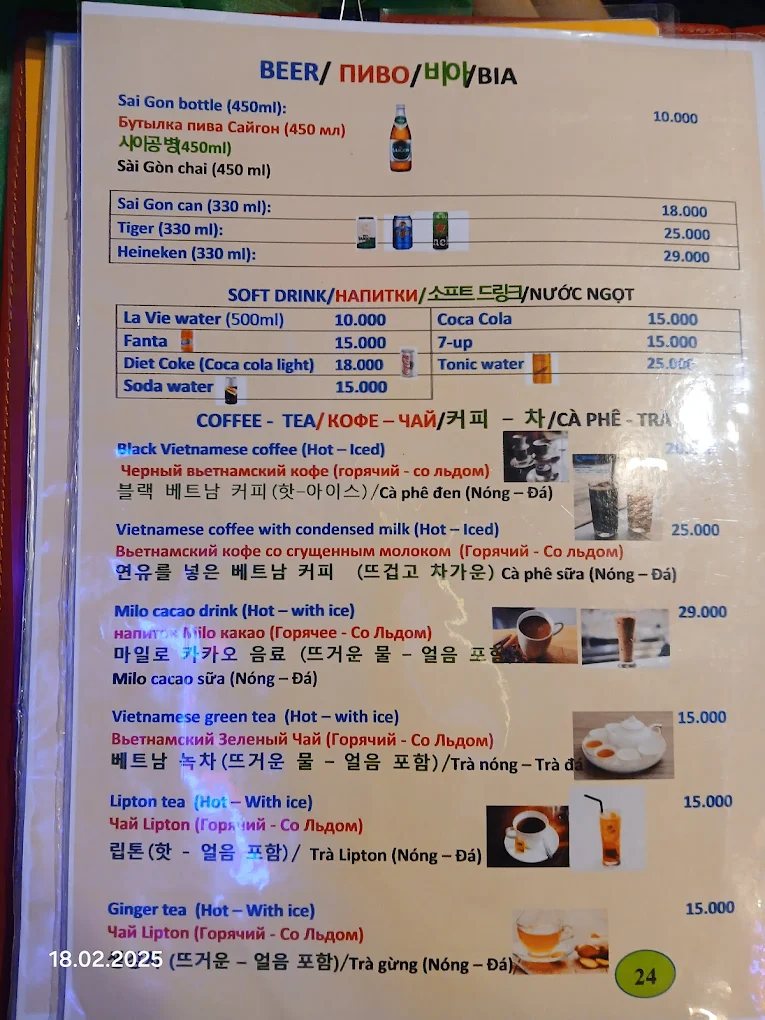 BEER/ ПИВО/비아/BIA
Sai Gon bottle (450ml): 10.000
Бутылка пива Сайгон (450 мл)
사이공 병(450ml)
Sài Gòn chai (450 ml)
Sai Gon can (330 ml): 18.000
Tiger (330 ml): 25.000
Heineken (330 ml): 29.000
SOFT DRINK/НАПИТКИ/소프트 드링크/NƯỚC NGỌT
La Vie water (500ml) 10.000 Coca Cola 15.000
Fanta 15.000 7-up 15.000
Diet Coke (Coca cola light) 18.000 Tonic water 25.000
Soda water 15.000
COFFEE - TEA/ КОФЕ – ЧАЙ/커피 – 차/CÀ PHÊ - TRÀ
Black Vietnamese coffee (Hot – Iced)
Черный вьетнамский кофе (горячий - со льдом)
블랙 베트남 커피(핫-아이스)/Cà phê đen (Nóng – Đá)
Vietnamese coffee with condensed milk (Hot – Iced) 25.000
Вьетнамский кофе со сгущенным молоком (Горячий - Со льдом)
연유를 넣은 베트남 커피 (뜨겁고 차가운) Cà phê sữa (Nóng – Đá)
Milo cacao drink (Hot – with ice) 29.000
напиток Milo какао (Горячее - Со Льдом)
마일로 카카오 음료 (뜨거운 물 - 얼음 포함)
Milo cacao sữa (Nóng – Đá)
Vietnamese green tea (Hot – with ice) 15.000
Вьетнамский Зеленый Чай (Горячий - Со Льдом)
베트남 녹차(뜨거운 물 - 얼음 포함)/Trà nóng – Trà đá
Lipton tea (Hot – With ice) 15.000
Чай Lipton (Горячий - Со Льдом)
립톤(핫 - 얼음 포함)/ Trà Lipton (Nóng – Đá)
Ginger tea (Hot – With ice) 15.000
Чай Lipton (Горячий - Со Льдом)
(뜨거운 - 얼음 포함)/Trà gừng (Nóng – Đá)
18.02.2025
24